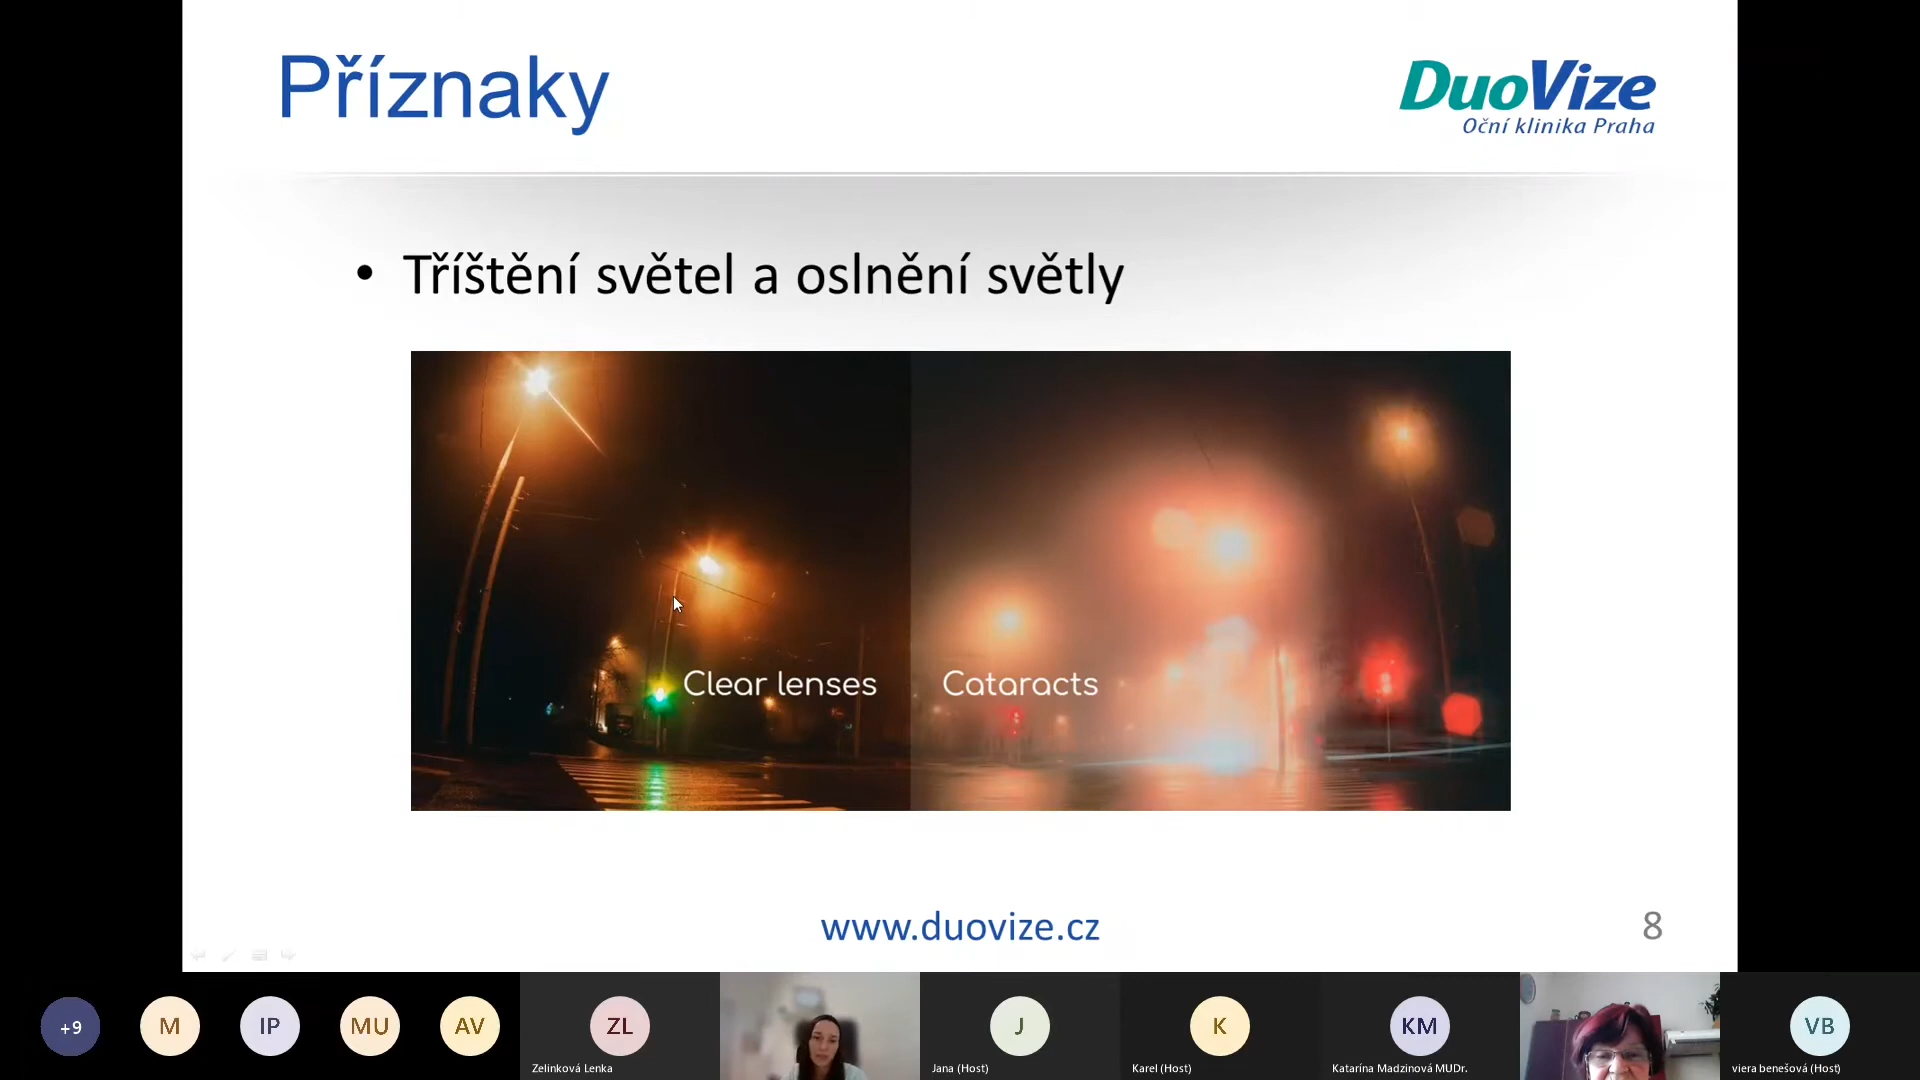 Příznaky
DuoVize
Oční klinika Praha
• Tříštění světel a oslnění světly
Clear lenses
Cataracts
www.duovize.cz
8
+9
M
IP
MU
AV
ZL
J
K
KM
VB
Zelinková Lenka
Jana (Host)
Karel (Host)
Katarína Madzinová MUDr.
viera benešová (Host)